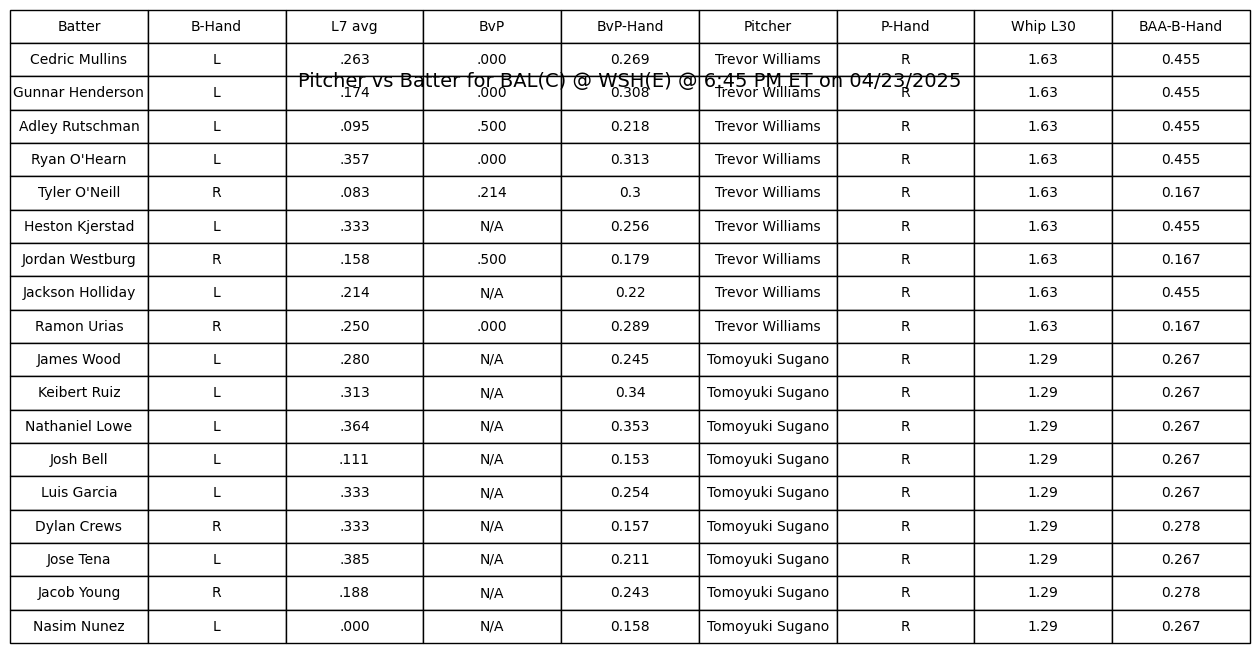 Batter B-Hand L7 avg BvP BvP-Hand Pitcher P-Hand Whip L30 BAA-B-Hand
Cedric Mullins L .263 .000 0.269 Trevor Williams R 1.63 0.455
Pitcher vs Batter for BAL(C) @ WSH(E) @ 6:45 PM ET on 04/23/2025
Gunnar Henderson L .174 .000 0.308 Trevor Williams R 1.63 0.455
Adley Rutschman L .095 .500 0.218 Trevor Williams R 1.63 0.455
Ryan O'Hearn L .357 .000 0.313 Trevor Williams R 1.63 0.455
Tyler O'Neill R .083 .214 0.3 Trevor Williams R 1.63 0.167
Heston Kjerstad L .333 N/A 0.256 Trevor Williams R 1.63 0.455
Jordan Westburg R .158 .500 0.179 Trevor Williams R 1.63 0.167
Jackson Holliday L .214 N/A 0.22 Trevor Williams R 1.63 0.455
Ramon Urias R .250 .000 0.289 Trevor Williams R 1.63 0.167
James Wood L .280 N/A 0.245 Tomoyuki Sugano R 1.29 0.267
Keibert Ruiz L .313 N/A 0.34 Tomoyuki Sugano R 1.29 0.267
Nathaniel Lowe L .364 N/A 0.353 Tomoyuki Sugano R 1.29 0.267
Josh Bell L .111 N/A 0.153 Tomoyuki Sugano R 1.29 0.267
Luis Garcia L .333 N/A 0.254 Tomoyuki Sugano R 1.29 0.267
Dylan Crews R .333 N/A 0.157 Tomoyuki Sugano R 1.29 0.278
Jose Tena L .385 N/A 0.211 Tomoyuki Sugano R 1.29 0.267
Jacob Young R .188 N/A 0.243 Tomoyuki Sugano R 1.29 0.278
Nasim Nunez L .000 N/A 0.158 Tomoyuki Sugano R 1.29 0.267